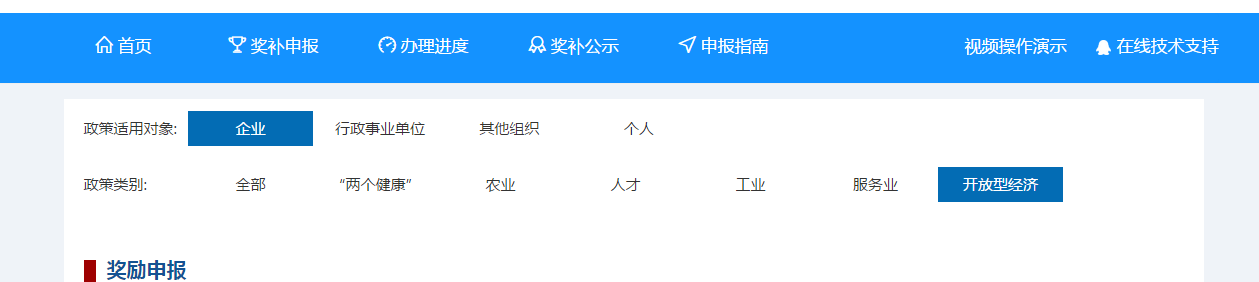 首页 奖补申报 办理进度 奖补公示 申报指南 视频操作演示 在线技术支持
政策适用对象: 企业 行政事业单位 其他组织 个人
政策类别: 全部 “两个健康” 农业 人才 工业 服务业 开放型经济
奖励申报